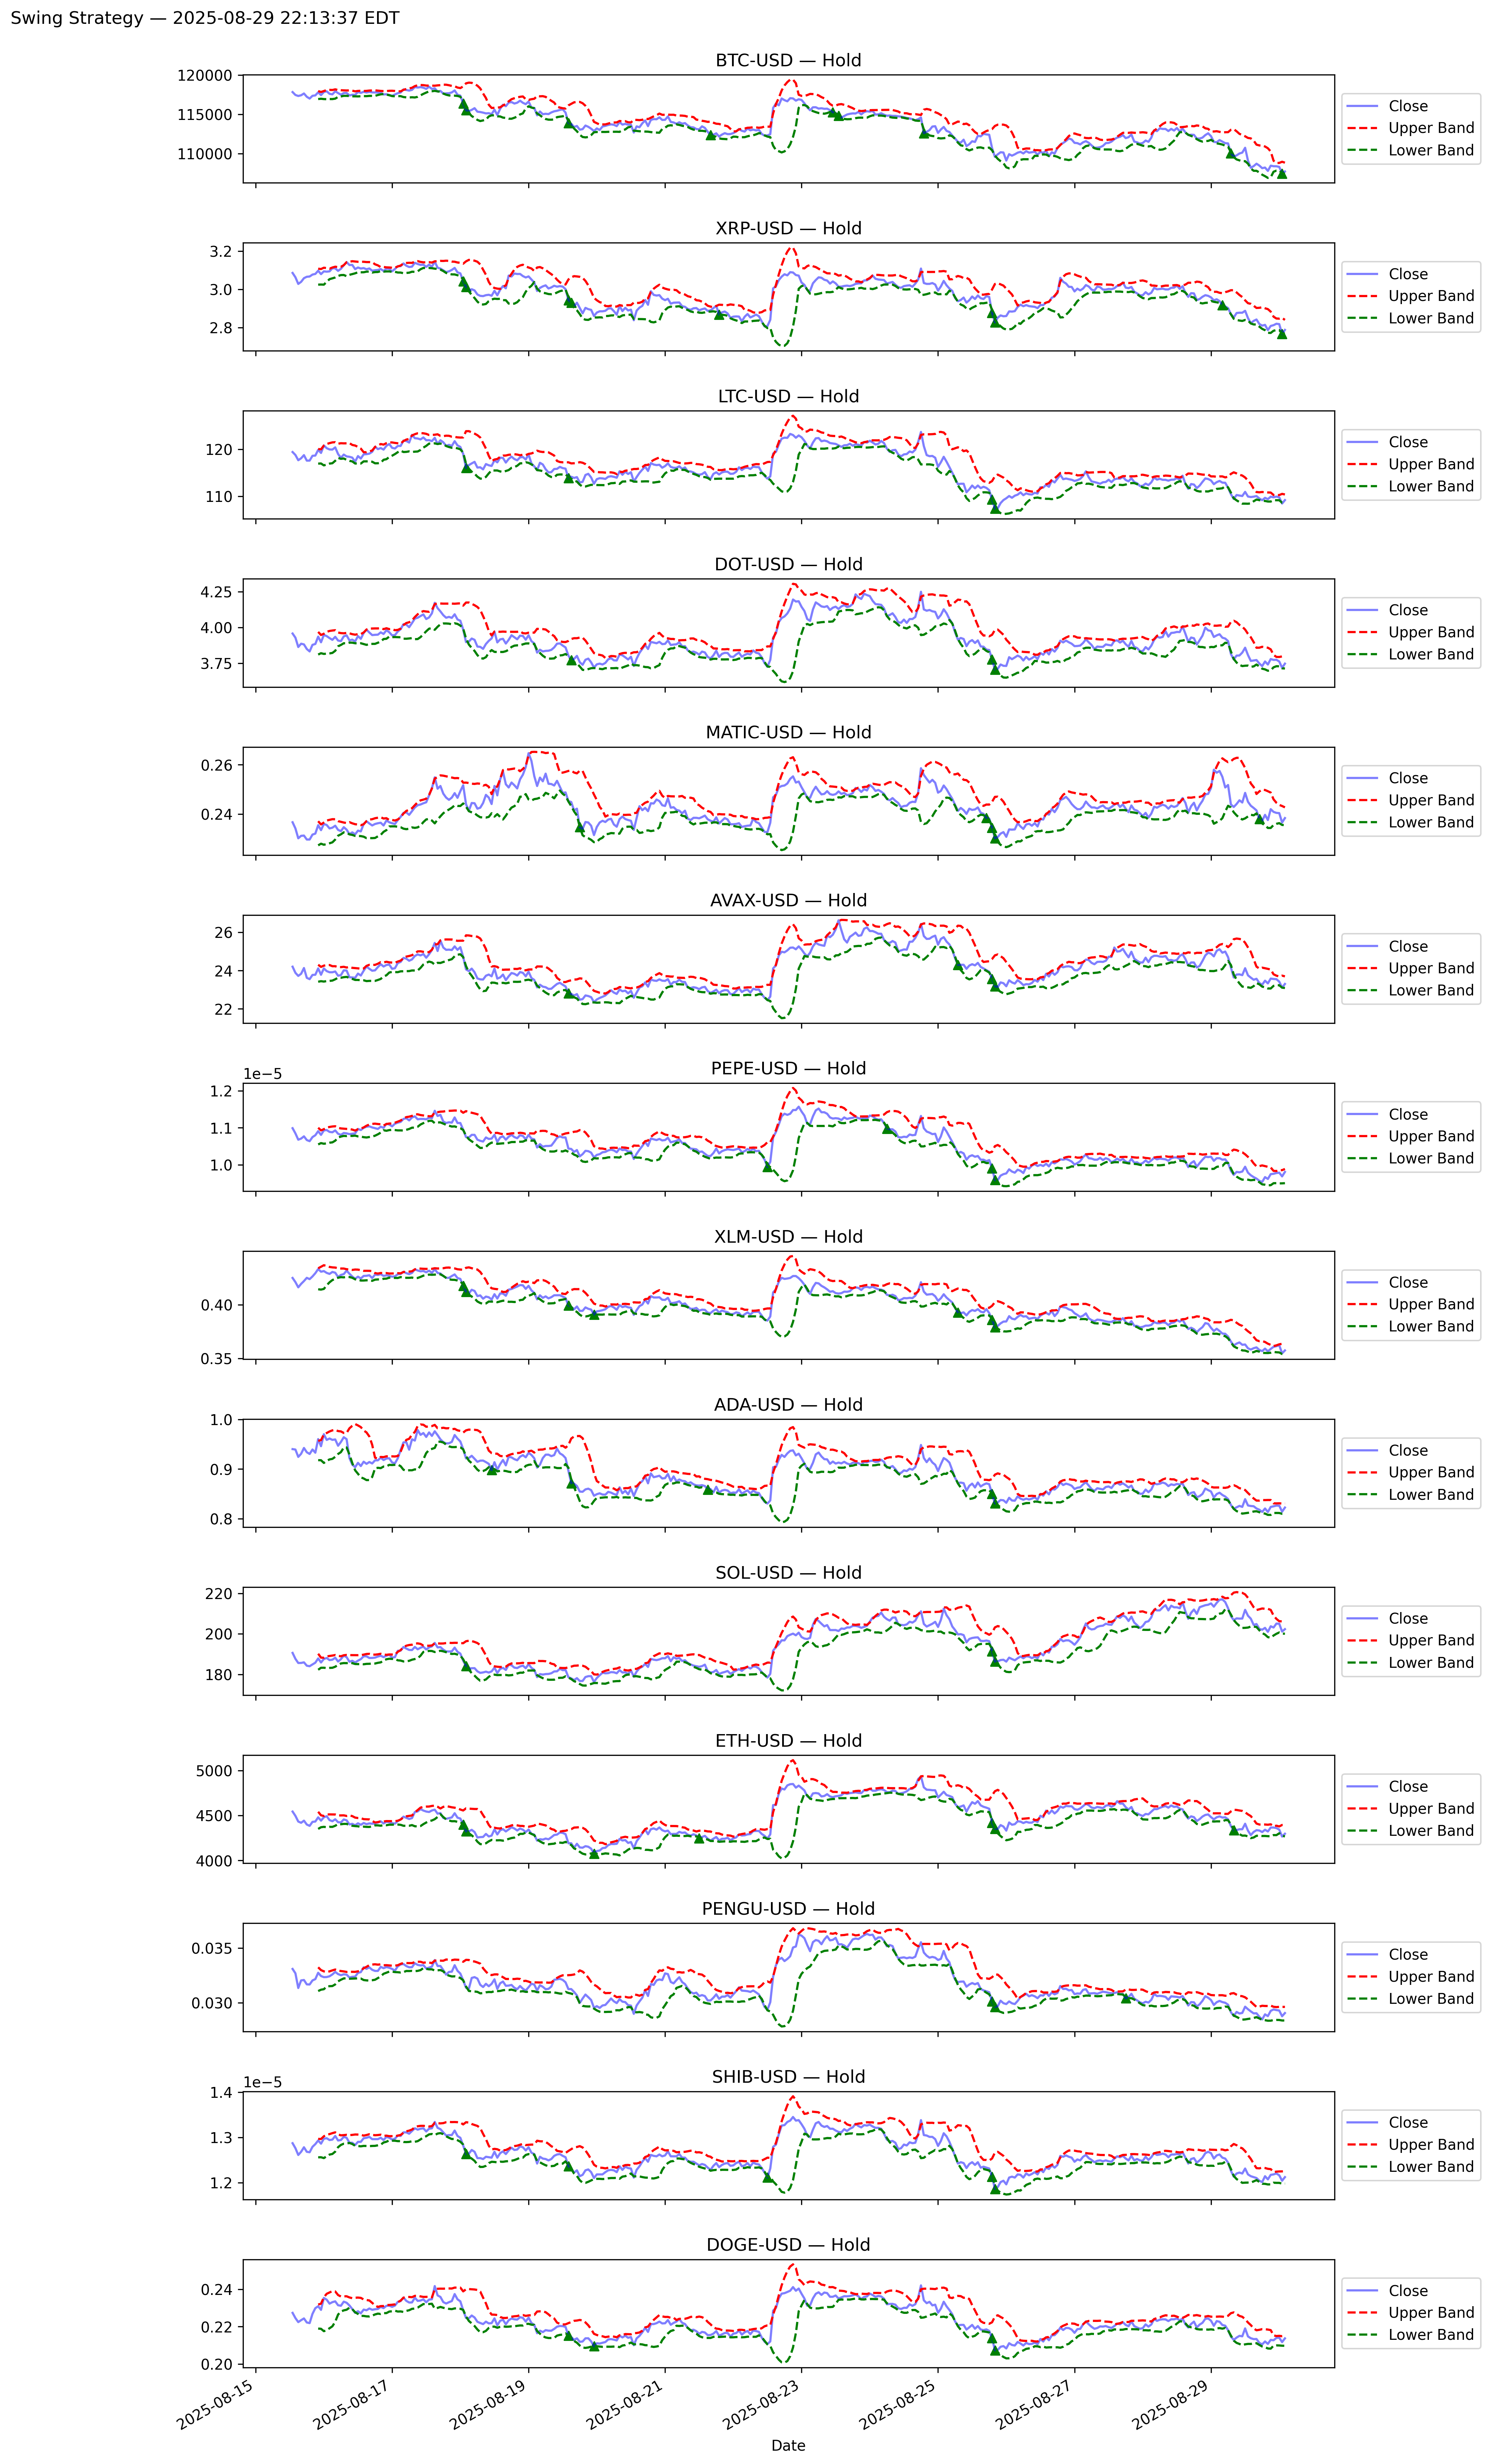 Swing Strategy — 2025-08-29 22:13:37 EDT
BTC-USD — Hold
120000
115000
110000
Close
Upper Band
Lower Band
XRP-USD — Hold
3.2
3.0
2.8
Close
Upper Band
Lower Band
LTC-USD — Hold
120
110
Close
Upper Band
Lower Band
DOT-USD — Hold
4.25
4.00
3.75
Close
Upper Band
Lower Band
MATIC-USD — Hold
0.26
0.24
Close
Upper Band
Lower Band
AVAX-USD — Hold
26
24
22
Close
Upper Band
Lower Band
PEPE-USD — Hold
1e−5
1.2
1.1
1.0
Close
Upper Band
Lower Band
XLM-USD — Hold
0.40
0.35
Close
Upper Band
Lower Band
ADA-USD — Hold
1.0
0.9
0.8
Close
Upper Band
Lower Band
SOL-USD — Hold
220
200
180
Close
Upper Band
Lower Band
ETH-USD — Hold
5000
4500
4000
Close
Upper Band
Lower Band
PENGU-USD — Hold
0.035
0.030
Close
Upper Band
Lower Band
SHIB-USD — Hold
1e−5
1.4
1.3
1.2
Close
Upper Band
Lower Band
DOGE-USD — Hold
0.24
0.22
0.20
Close
Upper Band
Lower Band
2025-08-15
2025-08-17
2025-08-19
2025-08-21
2025-08-23
2025-08-25
2025-08-27
2025-08-29
Date